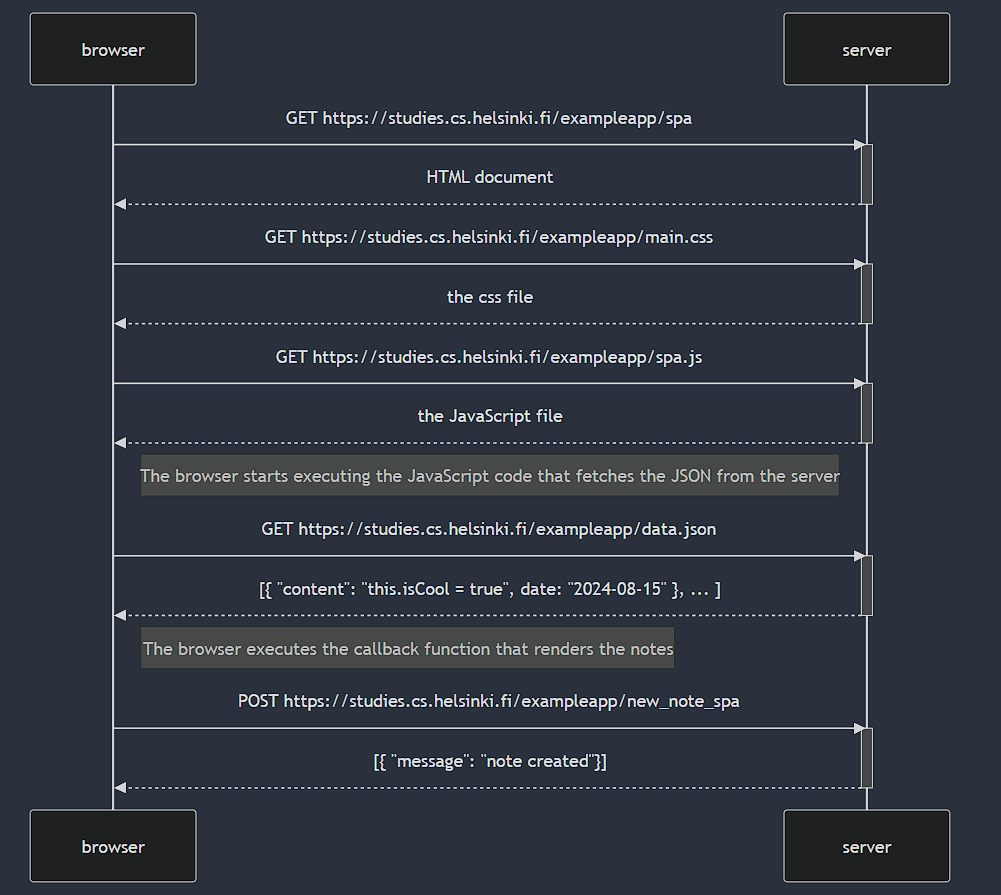 browser
server
GET https://studies.cs.helsinki.fi/exampleapp/spa
HTML document
GET https://studies.cs.helsinki.fi/exampleapp/main.css
the css file
GET https://studies.cs.helsinki.fi/exampleapp/spa.js
the JavaScript file
The browser starts executing the JavaScript code that fetches the JSON from the server
GET https://studies.cs.helsinki.fi/exampleapp/data.json
[{ "content": "this.isCool = true", date: "2024-08-15" }, ... ]
The browser executes the callback function that renders the notes
POST https://studies.cs.helsinki.fi/exampleapp/new_note_spa
[{ "message": "note created"}]
browser
server